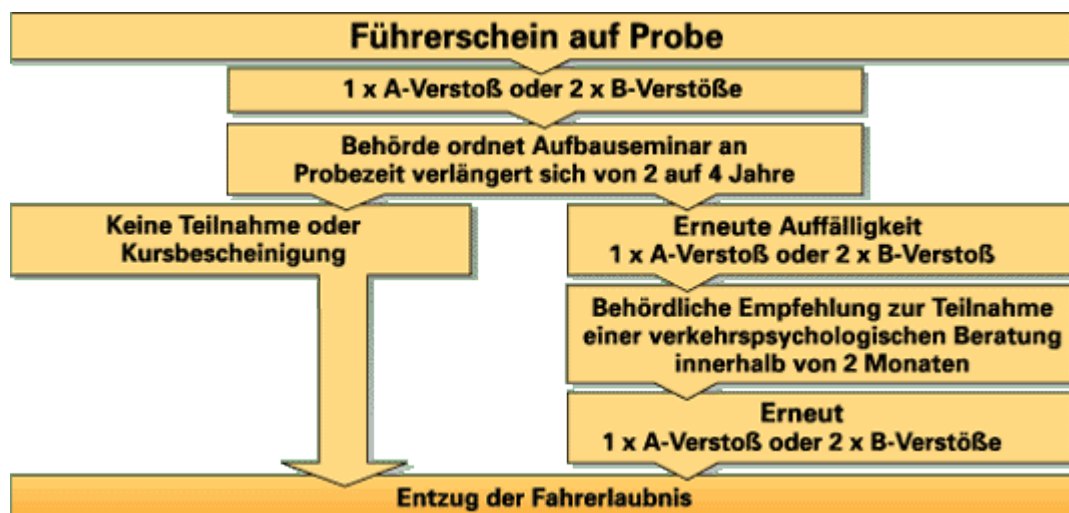 Führerschein auf Probe
1 x A-Verstoß oder 2 x B-Verstöße
Behörde ordnet Aufbauseminar an
Probezeit verlängert sich von 2 auf 4 Jahre
Keine Teilnahme oder
Kursbescheinigung
Erneute Auffälligkeit
1 x A-Verstoß oder 2 x B-Verstoß
Behördliche Empfehlung zur Teilnahme
einer verkehrspsychologischen Beratung
innerhalb von 2 Monaten
Erneut
1 x A-Verstoß oder 2 x B-Verstöße
Entzug der Fahrerlaubnis